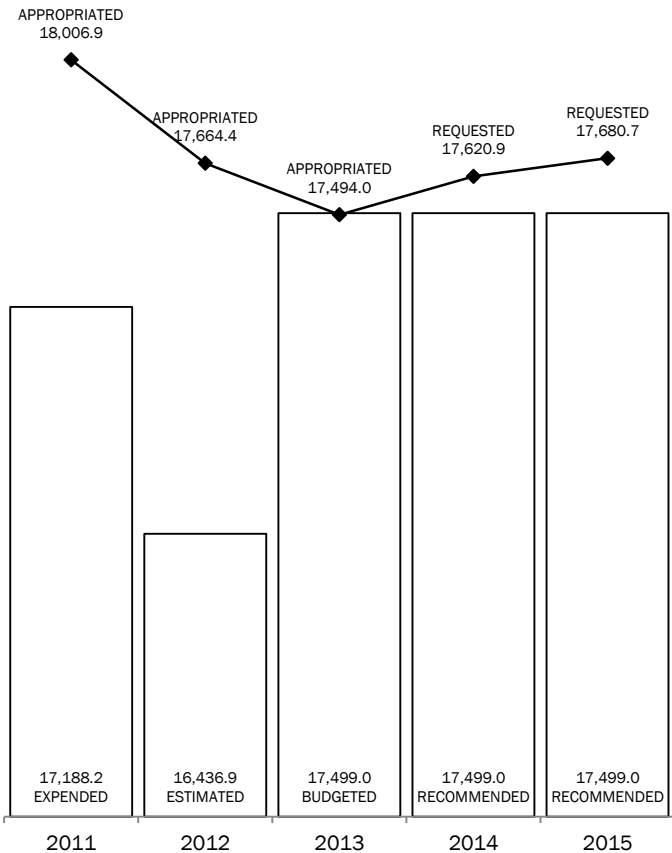 APPROPRIATED
18,006.9
APPROPRIATED
17,664.4
APPROPRIATED
17,494.0
REQUESTED
17,620.9
REQUESTED
17,680.7
17,188.2
EXPENDED
16,436.9
ESTIMATED
17,499.0
BUDGETED
17,499.0
RECOMMENDED
17,499.0
RECOMMENDED
2011
2012
2013
2014
2015